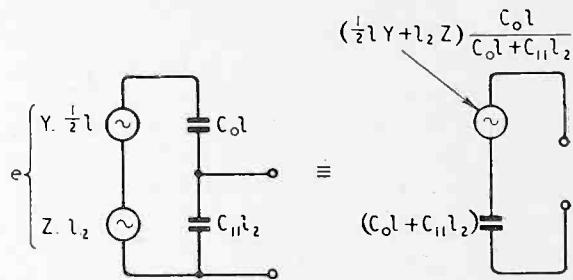 (½l Y + l₂ Z) C₀l / C₀l + C₁₁l₂
Y. ½l
C₀l
e
≡
Z. l₂
C₁₁l₂
(C₀l + C₁₁l₂)